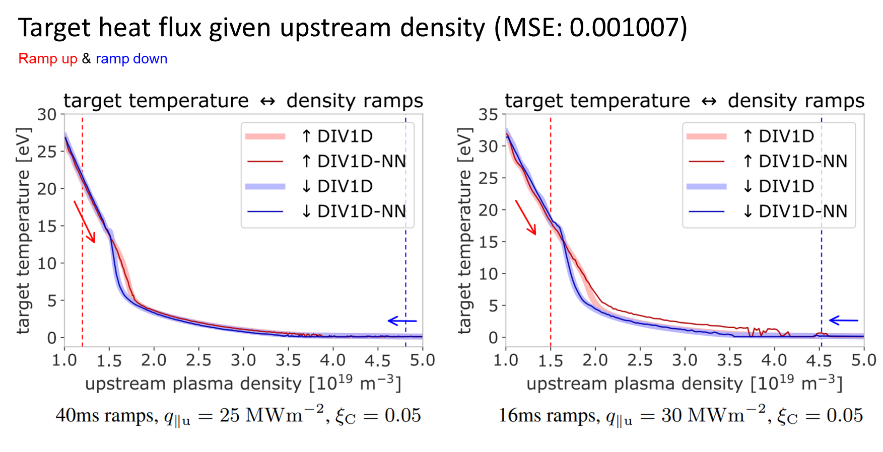 Target heat flux given upstream density (MSE: 0.001007)
Ramp up & ramp down
target temperature ↔ density ramps
30
25
20
15
10
5
0
target temperature [eV]
↑ DIV1D
↑ DIV1D-NN
↓ DIV1D
↓ DIV1D-NN
1.0 1.5 2.0 2.5 3.0 3.5 4.0 4.5 5.0
upstream plasma density [10¹⁹ m⁻³]
40ms ramps, q∥u = 25 MWm⁻², ξC = 0.05
target temperature ↔ density ramps
35
30
25
20
15
10
5
0
target temperature [eV]
↑ DIV1D
↑ DIV1D-NN
↓ DIV1D
↓ DIV1D-NN
1.0 1.5 2.0 2.5 3.0 3.5 4.0 4.5 5.0
upstream plasma density [10¹⁹ m⁻³]
16ms ramps, q∥u = 30 MWm⁻², ξC = 0.05